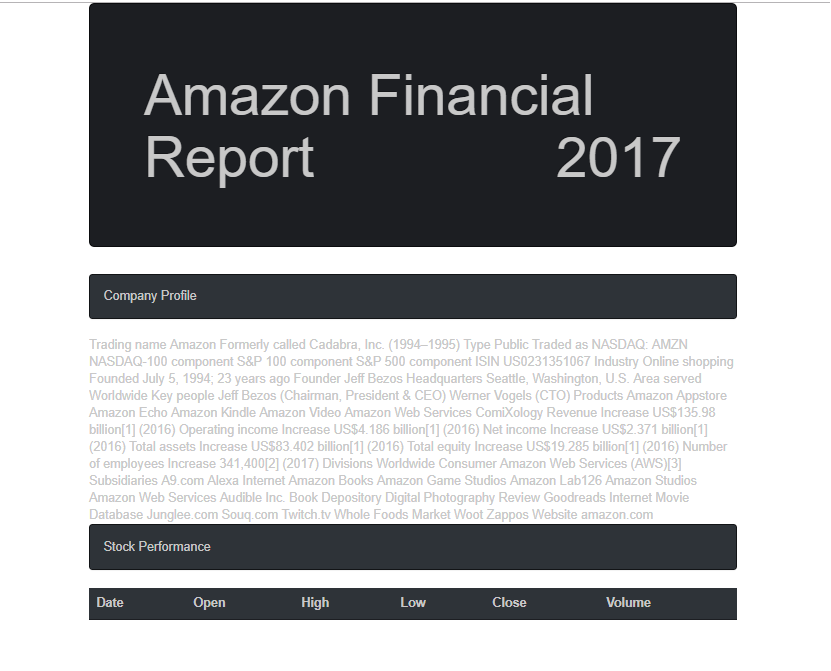 Amazon Financial
Report 2017
Company Profile
Trading name Amazon Formerly called Cadabra, Inc. (1994–1995) Type Public Traded as NASDAQ: AMZN
NASDAQ-100 component S&P 100 component S&P 500 component ISIN US0231351067 Industry Online shopping
Founded July 5, 1994; 23 years ago Founder Jeff Bezos Headquarters Seattle, Washington, U.S. Area served
Worldwide Key people Jeff Bezos (Chairman, President & CEO) Werner Vogels (CTO) Products Amazon Appstore
Amazon Echo Amazon Kindle Amazon Video Amazon Web Services ComiXology Revenue Increase US$135.98
billion[1] (2016) Operating income Increase US$4.186 billion[1] (2016) Net income Increase US$2.371 billion[1]
(2016) Total assets Increase US$83.402 billion[1] (2016) Total equity Increase US$19.285 billion[1] (2016) Number
of employees Increase 341,400[2] (2017) Divisions Worldwide Consumer Amazon Web Services (AWS)[3]
Subsidiaries A9.com Alexa Internet Amazon Books Amazon Game Studios Amazon Lab126 Amazon Studios
Amazon Web Services Audible Inc. Book Depository Digital Photography Review Goodreads Internet Movie
Database Junglee.com Souq.com Twitch.tv Whole Foods Market Woot Zappos Website amazon.com
Stock Performance
Date Open High Low Close Volume